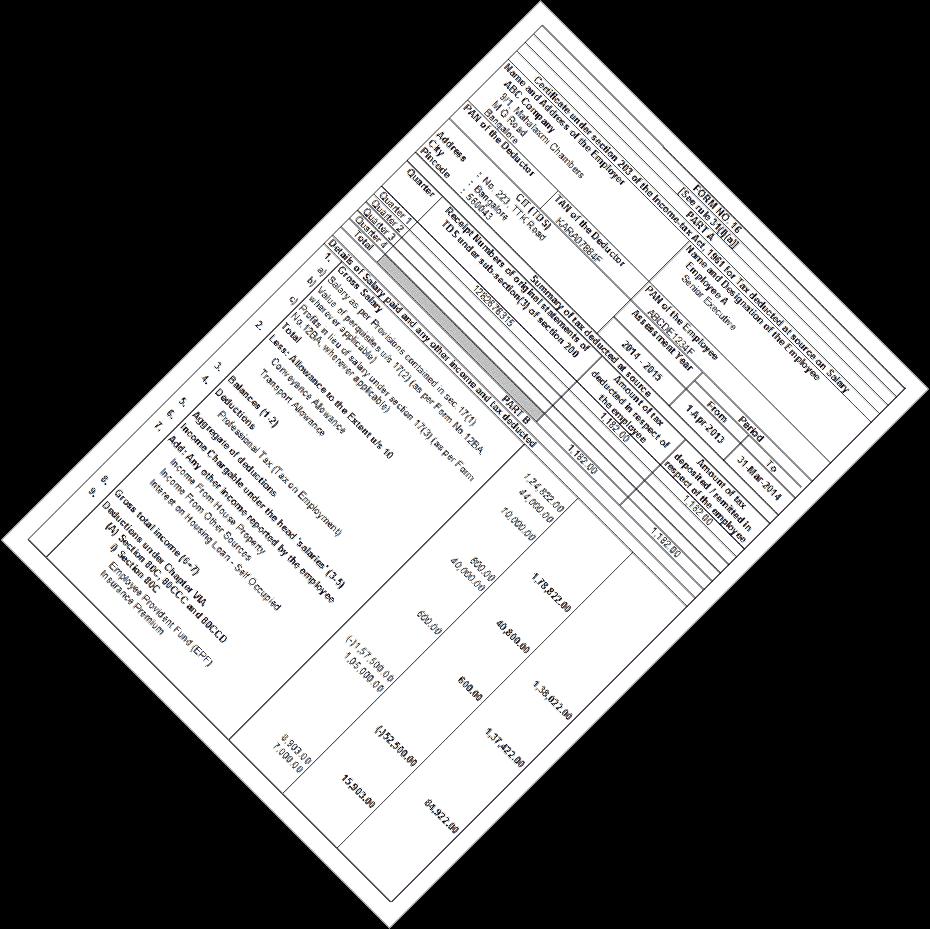 FORM NO. 16
[See rule 31(1)(a)]
PART A
Certificate under section 203 of the Income-tax Act, 1961 for Tax deducted at source on Salary
Name and Address of the Employer
Name and Designation of the Employee
ABC Company
9/1, Mahalaxmi Chambers
M G Road
Bangalore
Employee A
Senior Executive
PAN of the Deductor
TAN of the Deductor
PAN of the Employee
KARA07884F
ABCDE1234F
CIT (TDS)
Assessment Year
Period
Address : No. 223, TTK Road
City : Bangalore
Pincode : 560043
2014 - 2015
From
To
1-Apr-2013
31-Mar-2014
Summary of tax deducted at source
Quarter
Receipt Numbers of original statements of
TDS under sub-section(3) of section 200
Amount of tax
deducted in respect of
the employee
Amount of tax
deposited / remitted in
respect of the employee
Quarter 1 1,182.00 1,182.00
Quarter 2
Quarter 3
Quarter 4
Total 1,182.00 1,182.00
PART B
Details of Salary paid and any other income and tax deducted
1. Gross Salary
a) Salary as per Provisions contained in sec. 17(1) 1,24,822.00
b) Value of perquisites u/s 17(2) (as per Form No 12BA, 44,000.00
wherever applicable)
c) Profits in lieu of salary under section 17(3) (as per Form 10,000.00
No.12BA, wherever applicable)
Total 1,78,822.00
2. Less: Allowance to the Extent u/s 10
Conveyance Allowance 800.00
Transport Allowance 40,000.00
40,800.00
3. Balances (1-2) 1,38,022.00
4. Deductions
Professional Tax (Tax on Employment) 600.00
5. Aggregate of deductions 600.00
6. Income Chargable under the head 'salaries' (3-5) 1,37,422.00
7. Add: Any other income reported by the employee
Income From House Property (-)1,57,500.00
Income From Other Sources 1,05,000.00
Interest on Housing Loan - Self Occupied
(-)52,500.00
8. Gross total income (6+7) 84,922.00
9. Deductions under Chapter VIA
(A) Section 80C, 80CCC and 80CCD
i) Section 80C 15,903.00
Employee Provident Fund (EPF) 8,903.00
Insurance Premium 7,000.00